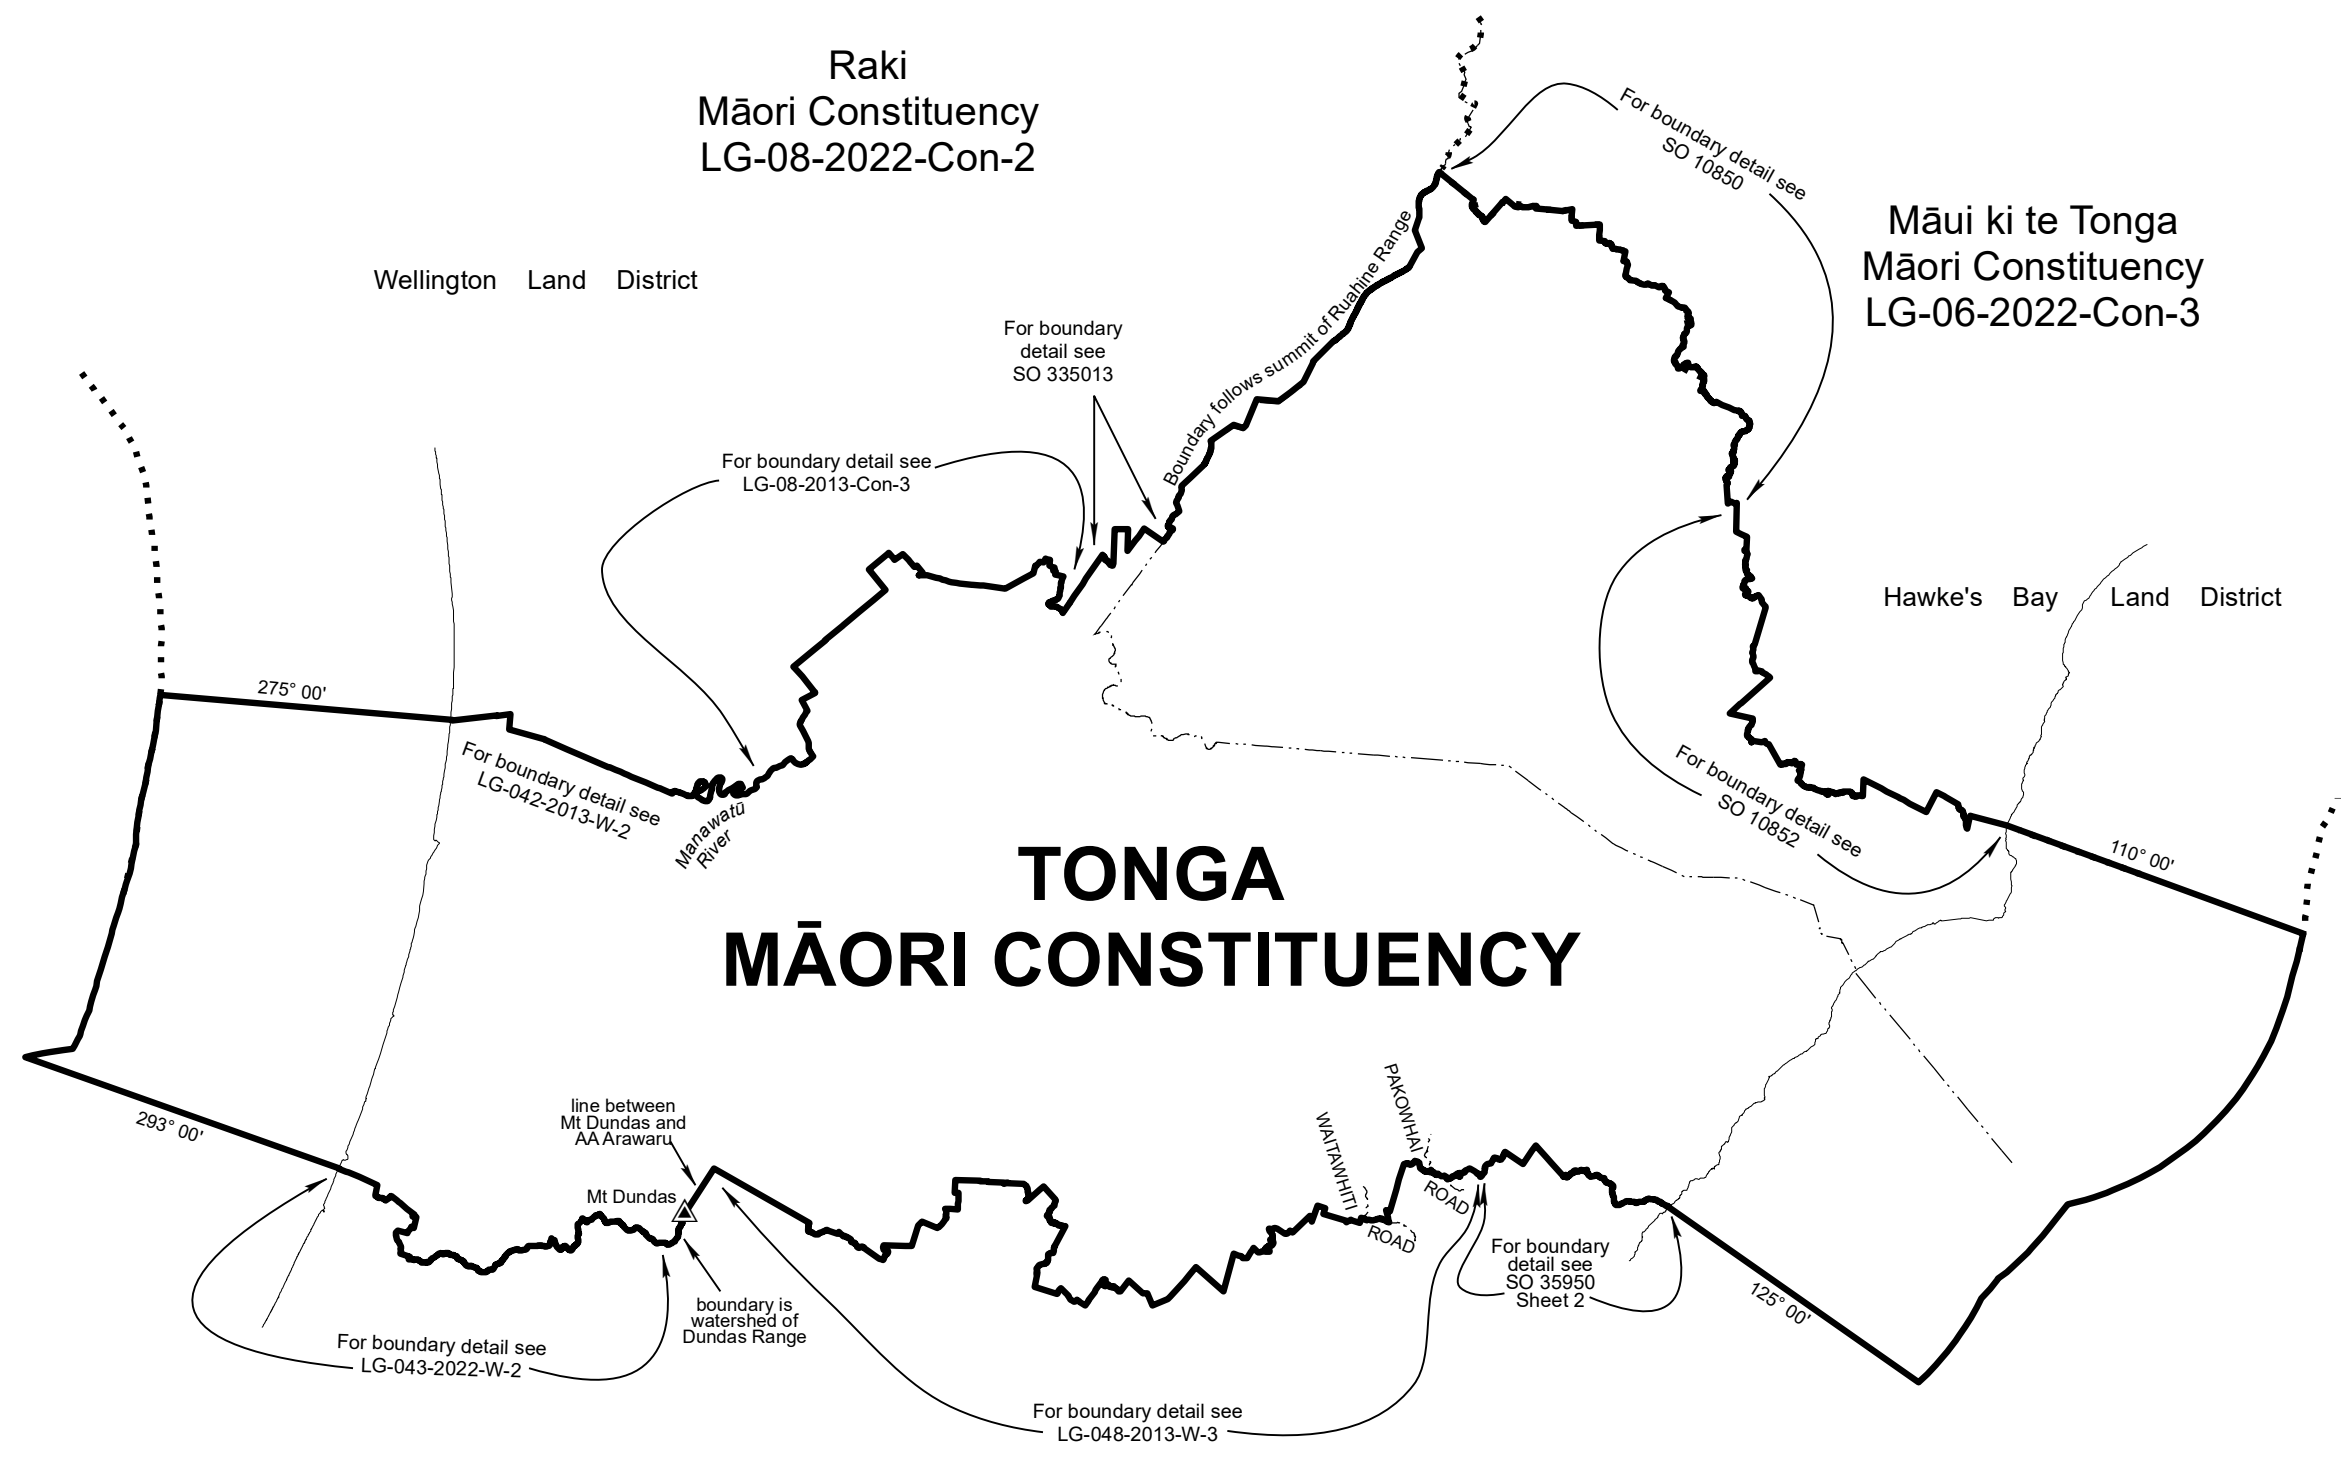 Raki
Māori Constituency
LG-08-2022-Con-2
For boundary detail see
SO 10850
Māui ki te Tonga
Māori Constituency
LG-06-2022-Con-3
Wellington Land District
Boundary follows summit of Ruahine Range
For boundary
detail see
SO 335013
For boundary detail see
LG-08-2013-Con-3
Hawke's Bay Land District
275° 00'
For boundary detail see
LG-042-2013-W-2
Manawatū
River
For boundary detail see
SO 10852
110° 00'
TONGA
MĀORI CONSTITUENCY
293° 00'
line between
Mt Dundas and
AA Arawaru
Mt Dundas
PAKOWHAI
ROAD
WAITAWHITI
ROAD
For boundary
detail see
SO 35950
Sheet 2
125° 00'
boundary is
watershed of
Dundas Range
For boundary detail see
LG-043-2022-W-2
For boundary detail see
LG-048-2013-W-3